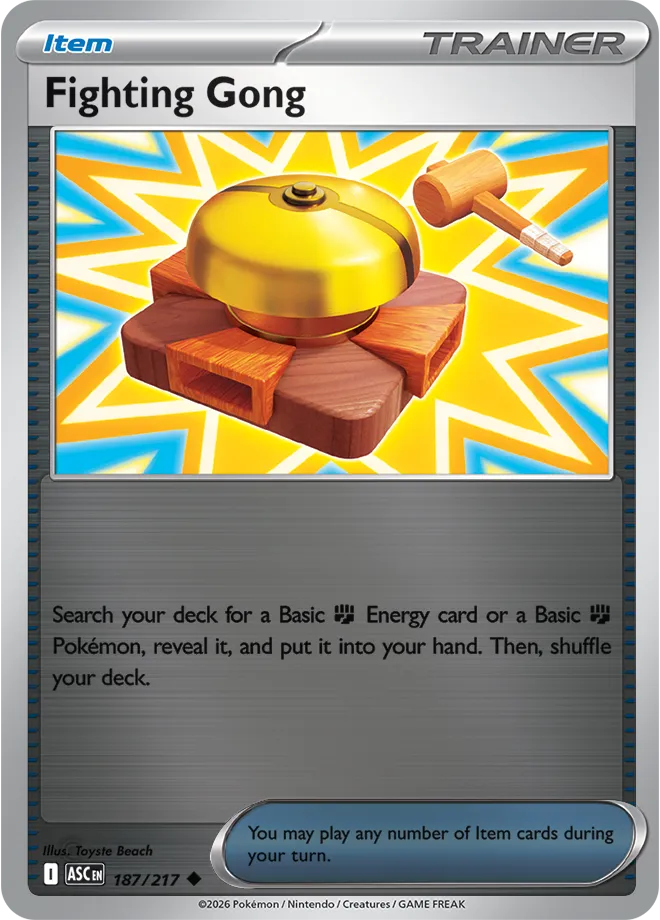 Item
TRAINER
Fighting Gong
Search your deck for a Basic Energy card or a Basic
Pokémon, reveal it, and put it into your hand. Then, shuffle
your deck.
You may play any number of Item cards during
your turn.
Illus. Toyste Beach
I ASC EN 187/217 ◆
©2026 Pokémon / Nintendo / Creatures / GAME FREAK